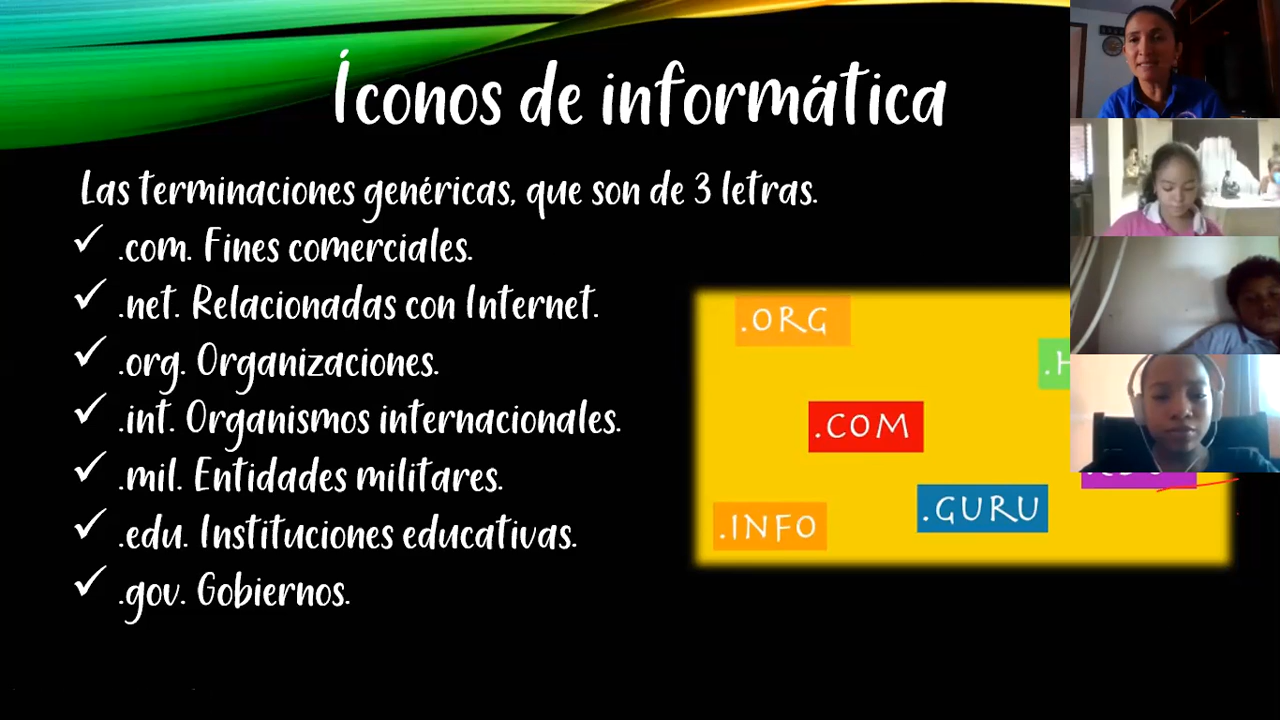 Íconos de informática
Las terminaciones genéricas, que son de 3 letras.
.com. Fines comerciales.
.net. Relacionadas con Internet.
.org. Organizaciones.
.int. Organismos internacionales.
.mil. Entidades militares.
.edu. Instituciones educativas.
.gov. Gobiernos.
.ORG
.COM
.GURU
.INFO